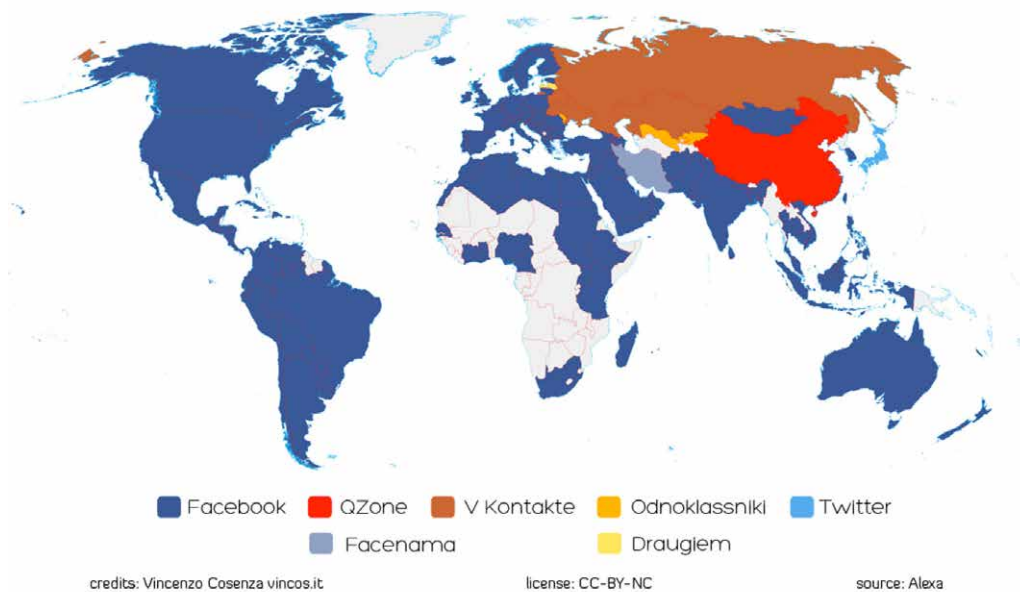 Facebook QZone V Kontakte Odnoklassniki Twitter
Facenama Draugiem
credits: Vincenzo Cosenza vincos.it license: CC-BY-NC source: Alexa